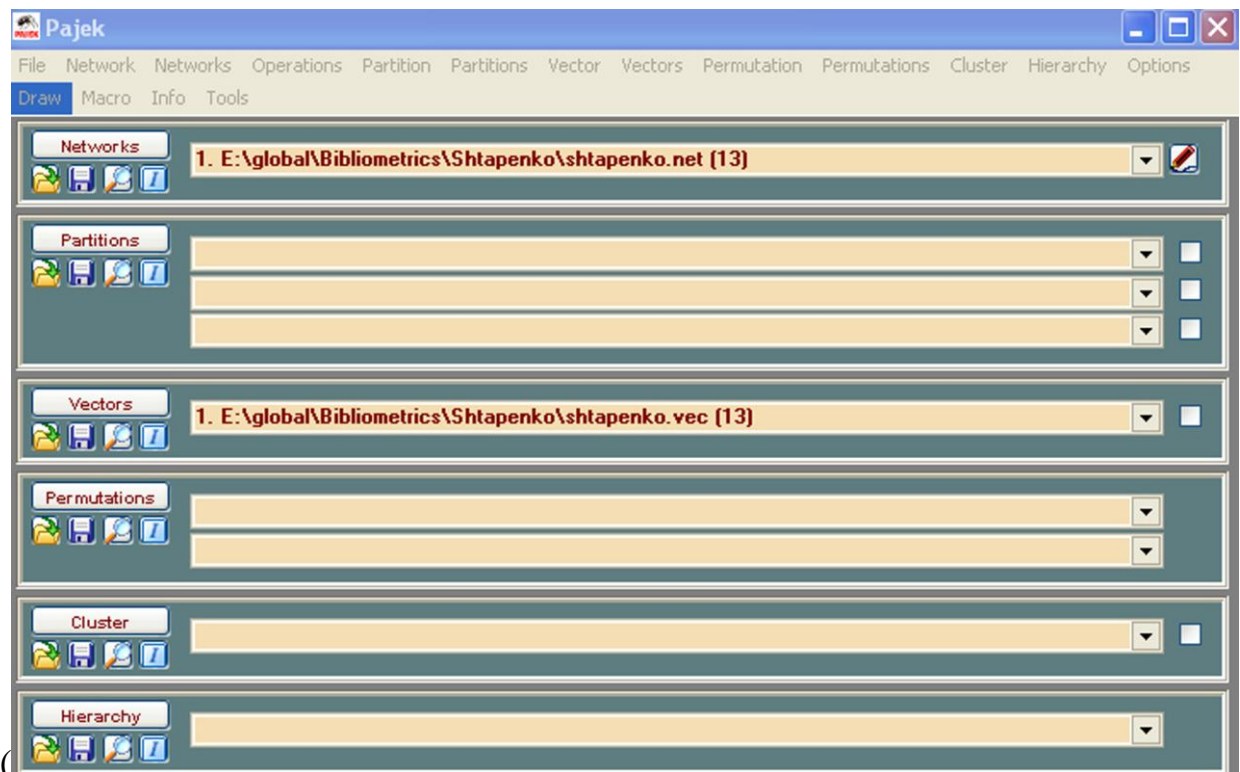 Pajek
File Network Networks Operations Partition Partitions Vector Vectors Permutation Permutations Cluster Hierarchy Options
Draw Macro Info Tools
Networks
1. E:\global\Bibliometrics\Shtapenko\shtapenko.net (13)
Partitions
Vectors
1. E:\global\Bibliometrics\Shtapenko\shtapenko.vec (13)
Permutations
Cluster
Hierarchy
(